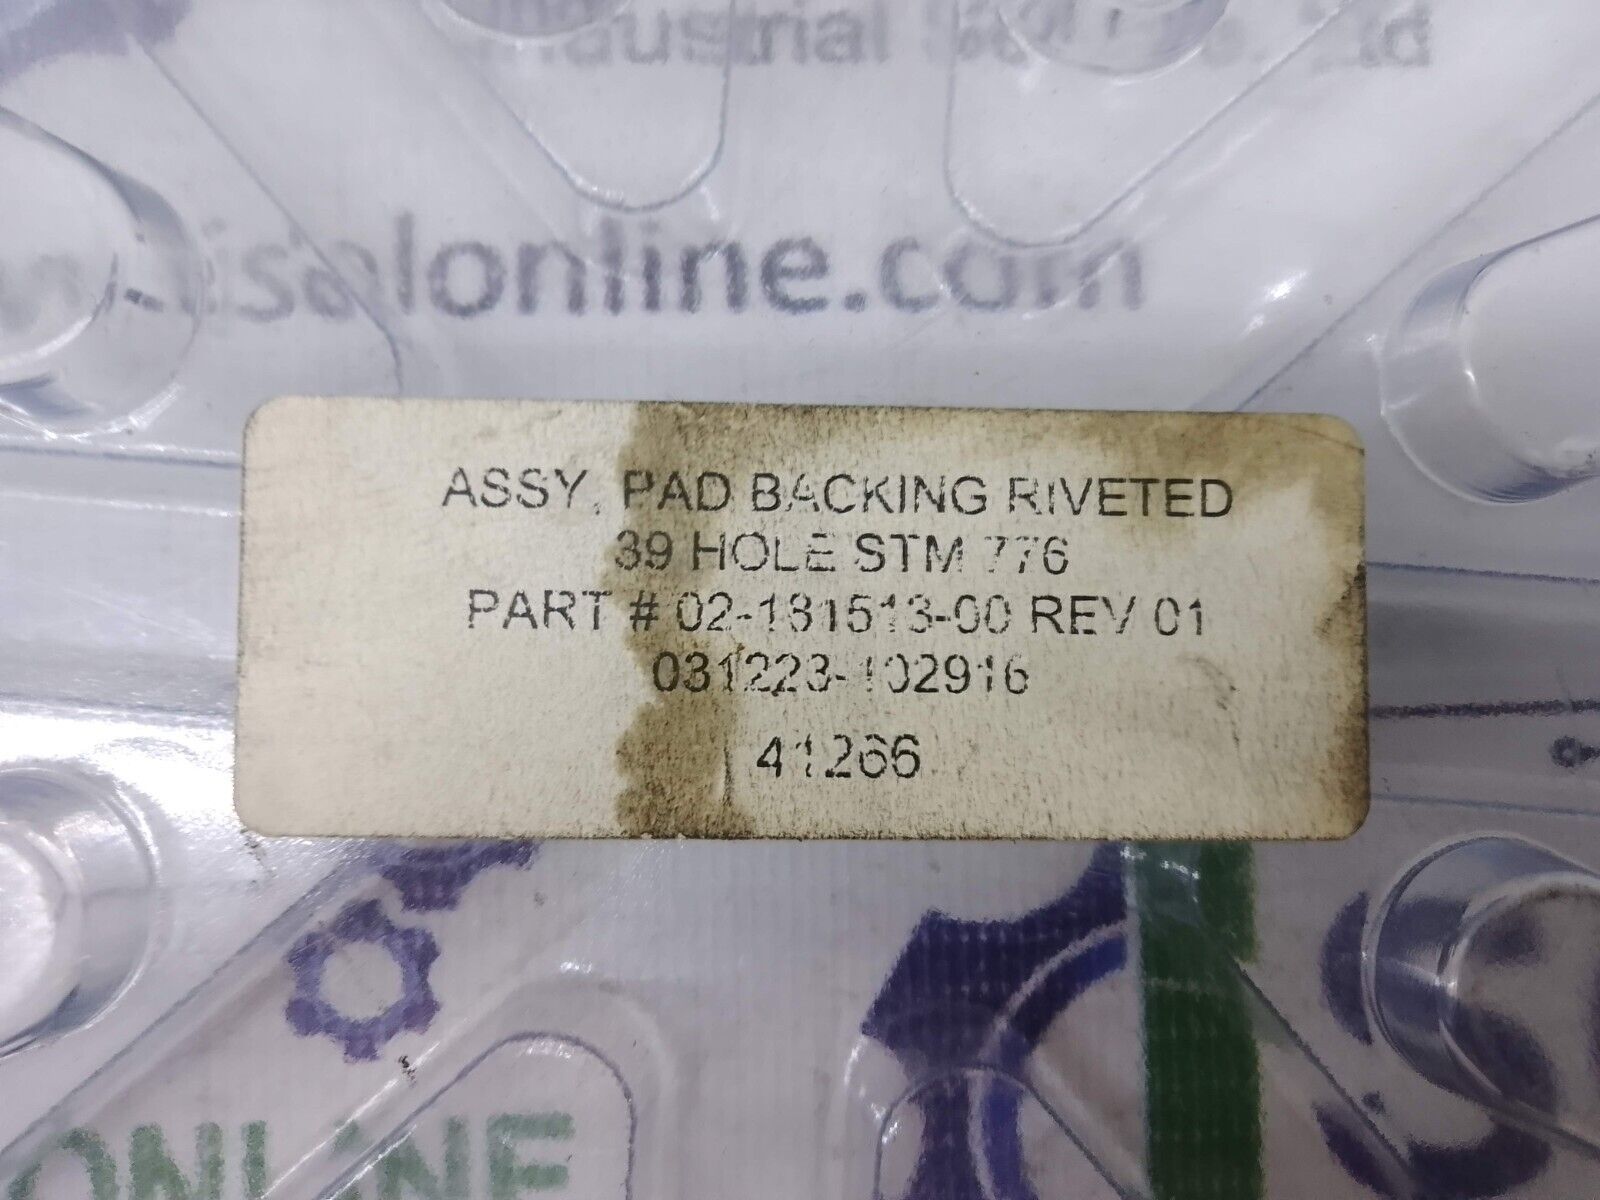 Industrial
isalonline.com
ASSY, PAD BACKING RIVETED
39 HOLE STM 776
PART # 02-181513-00 REV 01
031223-102916
41266
ONLINE